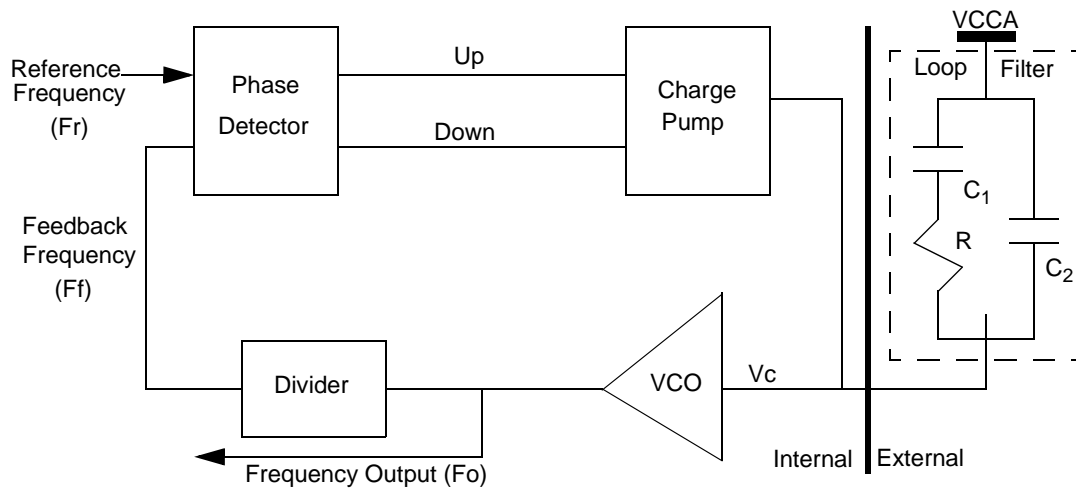 VCCA
Loop Filter
Reference
Frequency
(Fr)
Phase
Detector
Up
Down
Charge
Pump
C1
R
C2
Feedback
Frequency
(Ff)
Divider
VCO
Vc
Frequency Output (Fo)
Internal
External